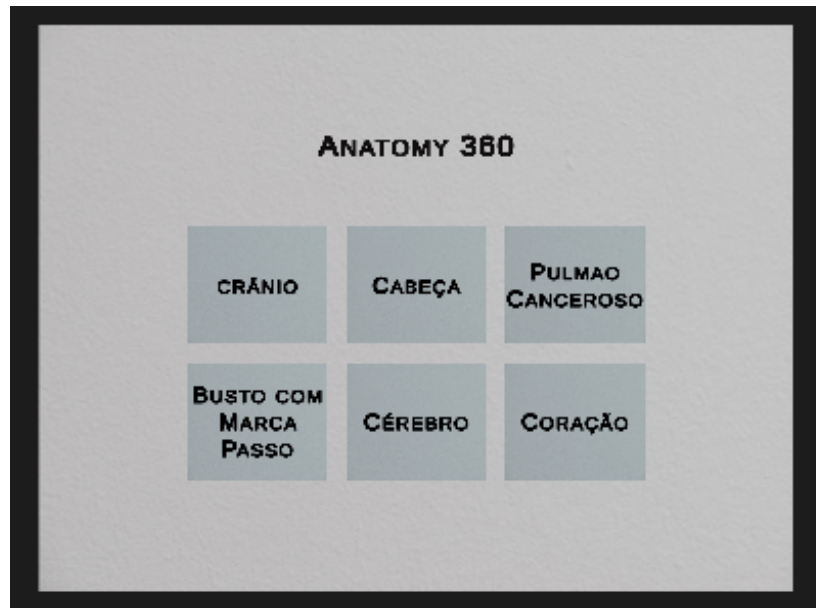 ANATOMY 360
CRÂNIO
CABEÇA
PULMAO
CANCEROSO
BUSTO COM
MARCA
PASSO
CÉREBRO
CORAÇÃO